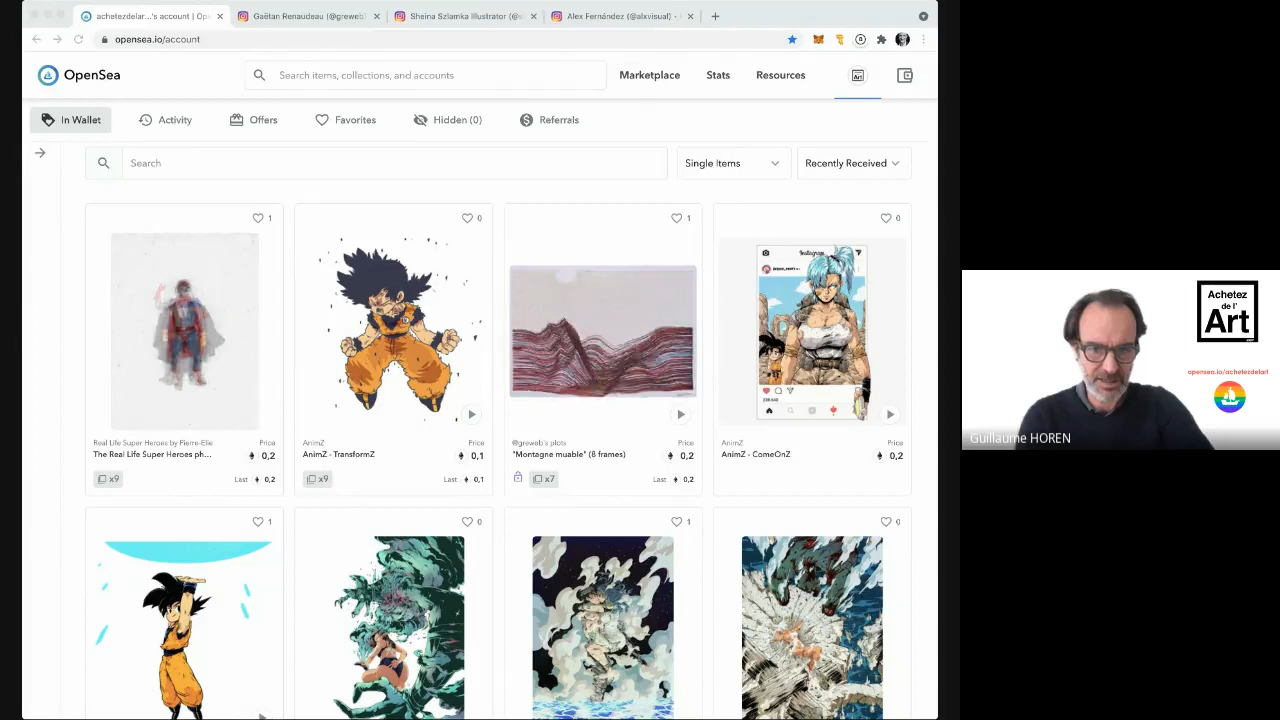 achetezdelar...'s account | Op
Gaëtan Renaudeau (@greweb
Sheina Szlamka Illustrator (@s
Alex Fernández (@alxvisual) •
opensea.io/account
OpenSea
Search items, collections, and accounts
Marketplace
Stats
Resources
Art
In Wallet
Activity
Offers
Favorites
Hidden (0)
Referrals
Search
Single Items
Recently Received
1
0
1
0
Instagram
Real Life Super Heroes by Pierre-Elie
Price
The Real Life Super Heroes ph...
0,2
x9
Last
0,2
AnimZ
Price
AnimZ - TransformZ
0,1
x9
Last
0,1
@greweb's plots
Price
"Montagne muable" (8 frames)
0,2
x7
Last
0,2
AnimZ
Price
AnimZ - ComeOnZ
0,2
1
0
1
0
Achetez
de l'
Art
opensea.io/achetezdelart
Guillaume HOREN